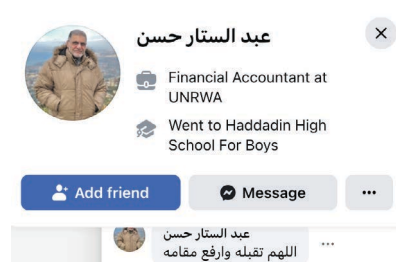 عبد الستار حسن
Financial Accountant at
UNRWA
Went to Haddadin High
School For Boys
Add friend
Message
عبد الستار حسن
اللهم تقبله وارفع مقامه